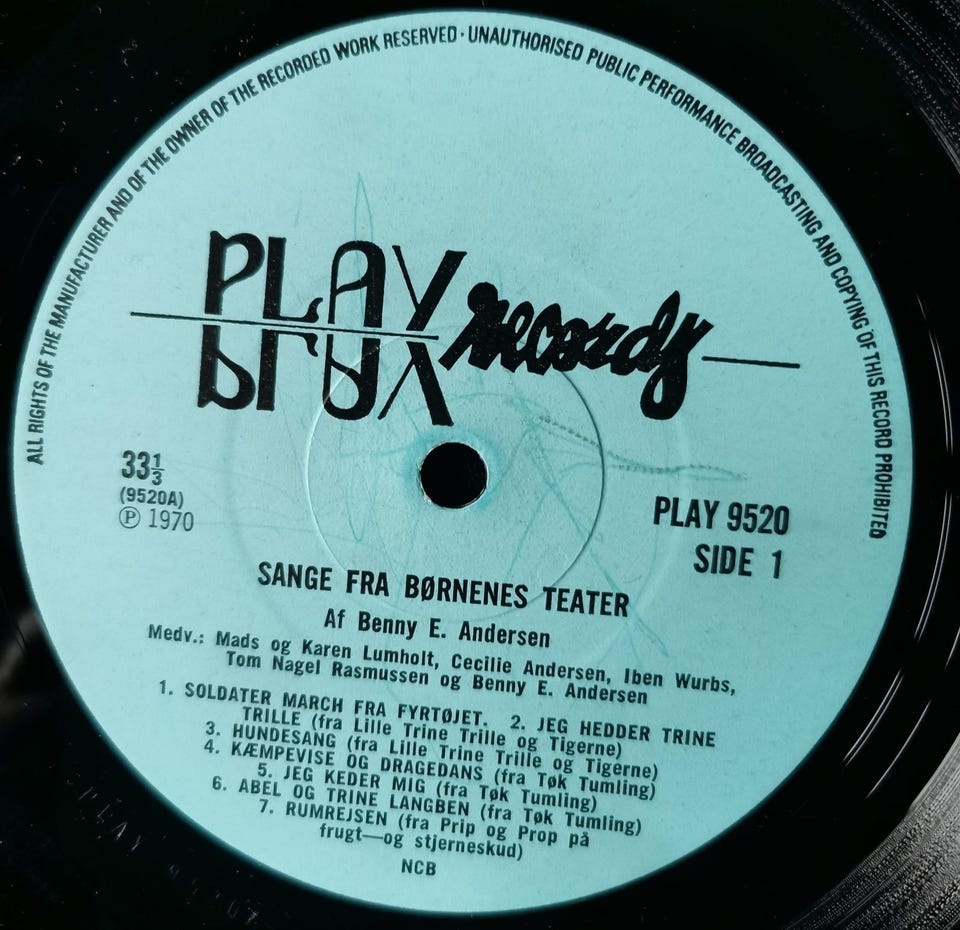 ALL RIGHTS OF THE MANUFACTURER AND OF THE OWNER OF THE RECORDED WORK RESERVED · UNAUTHORISED PUBLIC PERFORMANCE BROADCASTING AND COPYING OF THIS RECORD PROHIBITED
PLAY records
33⅓
(9520A)
Ⓟ 1970
PLAY 9520
SIDE 1
SANGE FRA BØRNENES TEATER
Af Benny E. Andersen
Medv.: Mads og Karen Lumholt, Cecilie Andersen, Iben Wurbs,
Tom Nagel Rasmussen og Benny E. Andersen
1. SOLDATER MARCH FRA FYRTØJET. 2. JEG HEDDER TRINE
TRILLE (fra Lille Trine Trille og Tigerne)
3. HUNDESANG (fra Lille Trine Trille og Tigerne)
4. KÆMPEVISE OG DRAGEDANS (fra Tøk Tumling)
5. JEG KEDER MIG (fra Tøk Tumling)
6. ABEL OG TRINE LANGBEN (fra Tøk Tumling)
7. RUMREJSEN (fra Prip og Prop på
frugt—og stjerneskud)
NCB